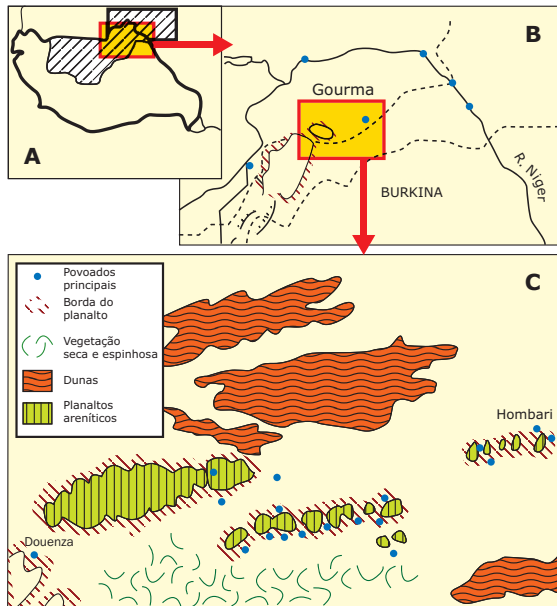 A
B
Gourma
BURKINA
R. Niger
C
Povoados
principais
Borda do
planalto
Vegetação
seca e espinhosa
Dunas
Planaltos
areníticos
Hombari
Douenza